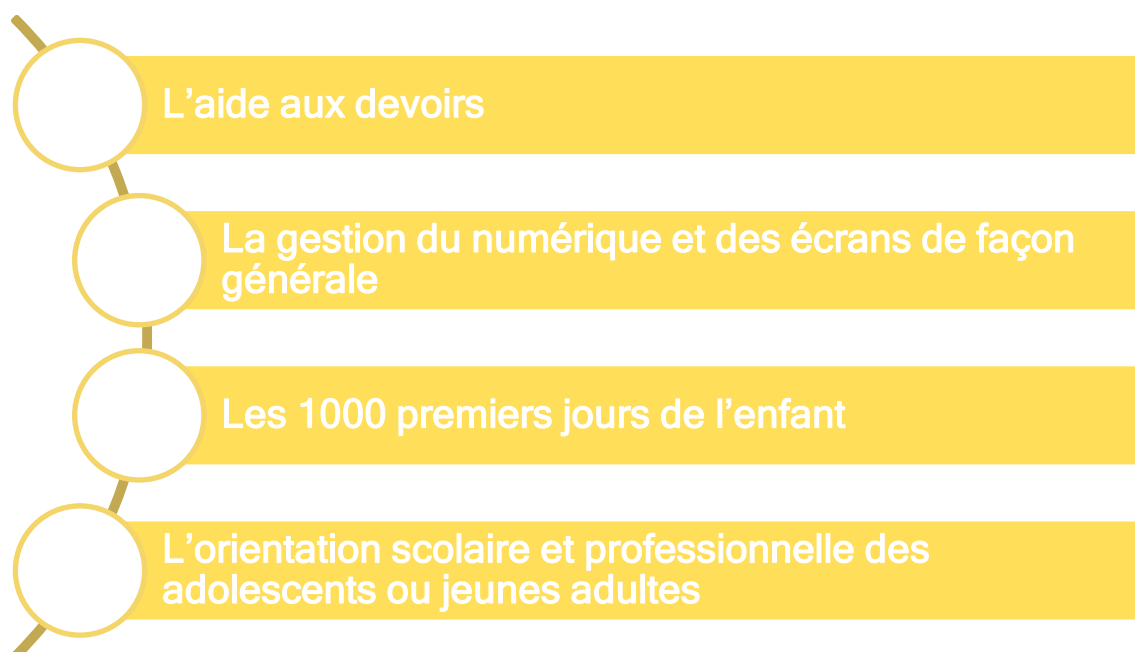 L’aide aux devoirs
La gestion du numérique et des écrans de façon
générale
Les 1000 premiers jours de l’enfant
L’orientation scolaire et professionnelle des
adolescents ou jeunes adultes